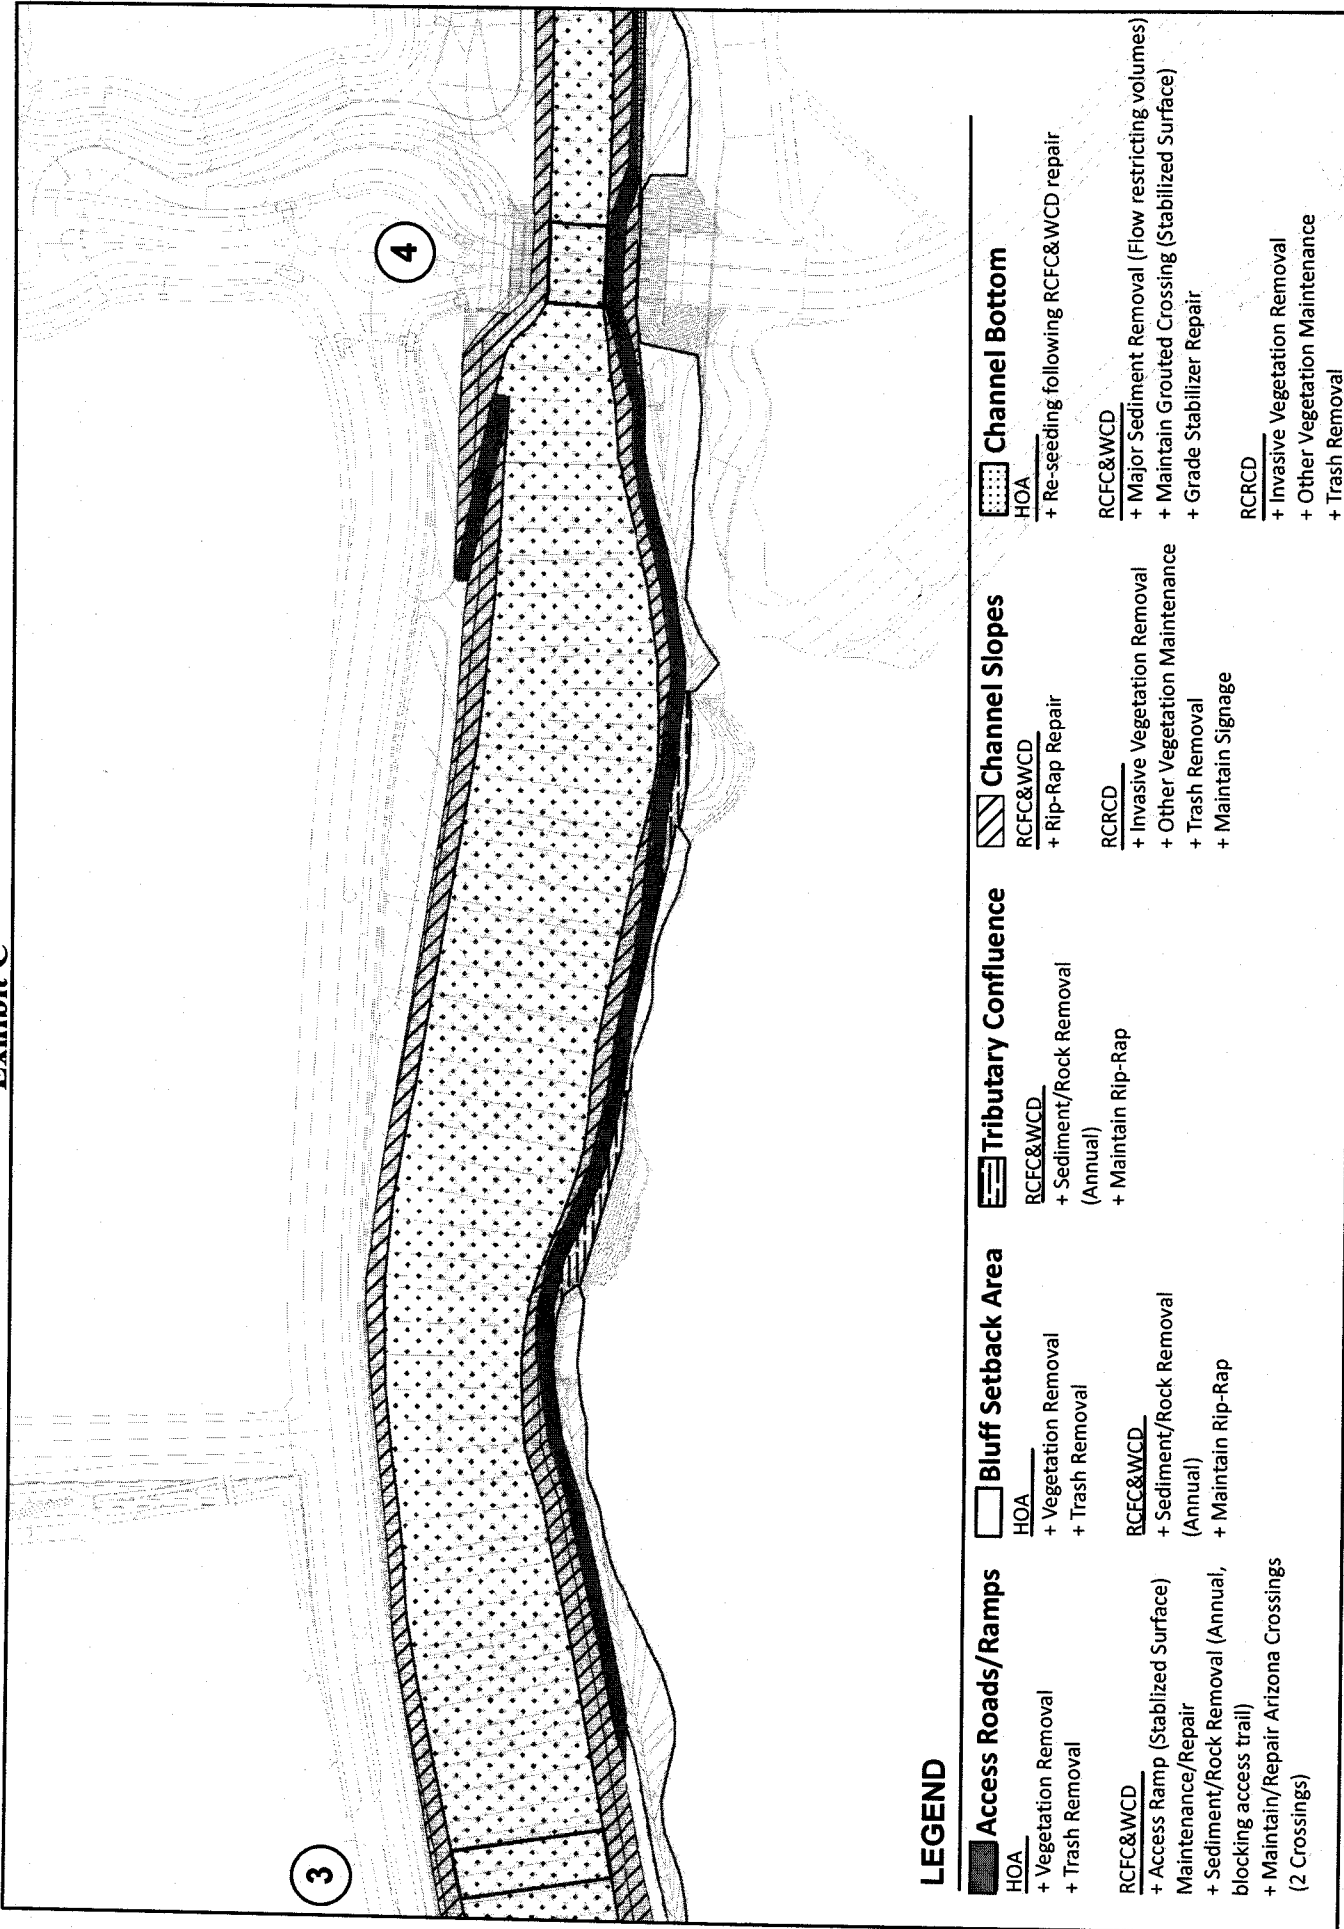 Exhibit C
3
4
LEGEND
Access Roads/Ramps
HOA
+ Vegetation Removal
+ Trash Removal
RCFC&WCD
+ Access Ramp (Stablized Surface)
Maintenance/Repair
+ Sediment/Rock Removal (Annual,
blocking access trail)
+ Maintain/Repair Arizona Crossings
(2 Crossings)
Bluff Setback Area
HOA
+ Vegetation Removal
+ Trash Removal
RCFC&WCD
+ Sediment/Rock Removal
(Annual)
+ Maintain Rip-Rap
Tributary Confluence
RCFC&WCD
+ Sediment/Rock Removal
(Annual)
+ Maintain Rip-Rap
Channel Slopes
RCFC&WCD
+ Rip-Rap Repair
RCRCD
+ Invasive Vegetation Removal
+ Other Vegetation Maintenance
+ Trash Removal
+ Maintain Signage
Channel Bottom
HOA
+ Re-seeding following RCFC&WCD repair
RCFC&WCD
+ Major Sediment Removal (Flow restricting volumes)
+ Maintain Grouted Crossing (Stabilized Surface)
+ Grade Stabilizer Repair
RCRCD
+ Invasive Vegetation Removal
+ Other Vegetation Maintenance
+ Trash Removal